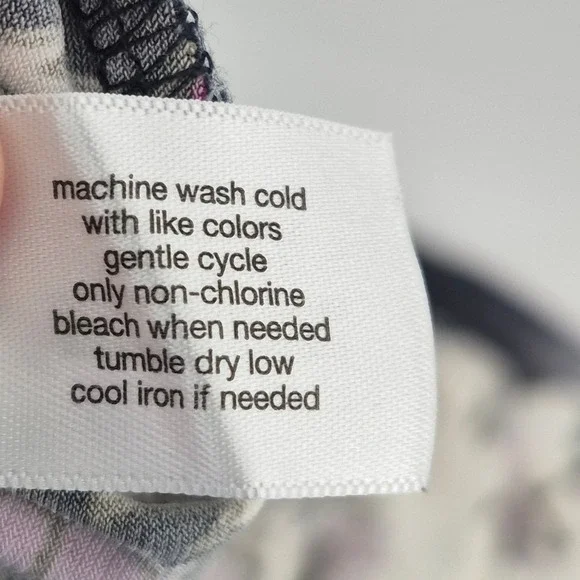 machine wash cold
with like colors
gentle cycle
only non-chlorine
bleach when needed
tumble dry low
cool iron if needed